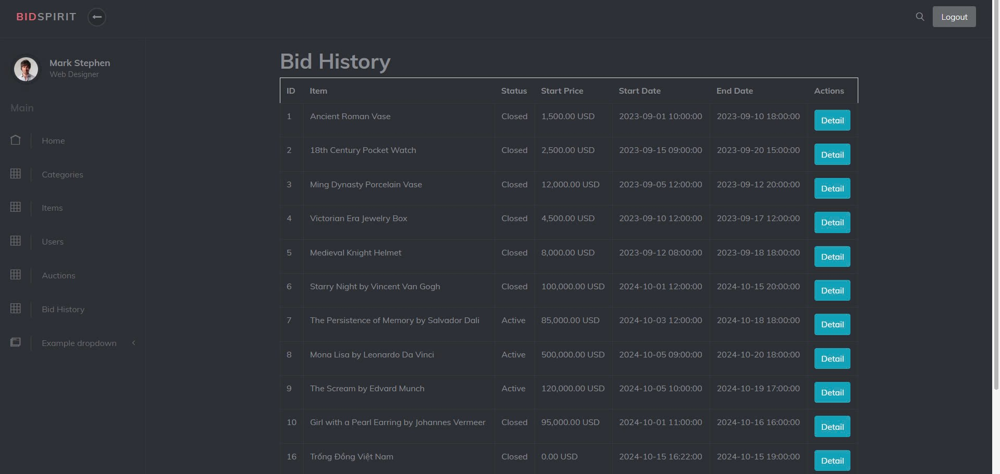 BIDSPIRIT
Logout
Mark Stephen
Web Designer
Main
Home
Categories
Items
Users
Auctions
Bid History
Example dropdown
Bid History
ID Item Status Start Price Start Date End Date Actions
1 Ancient Roman Vase Closed 1,500.00 USD 2023-09-01 10:00:00 2023-09-10 18:00:00 Detail
2 18th Century Pocket Watch Closed 2,500.00 USD 2023-09-15 09:00:00 2023-09-20 15:00:00 Detail
3 Ming Dynasty Porcelain Vase Closed 12,000.00 USD 2023-09-05 12:00:00 2023-09-12 20:00:00 Detail
4 Victorian Era Jewelry Box Closed 4,500.00 USD 2023-09-10 12:00:00 2023-09-17 12:00:00 Detail
5 Medieval Knight Helmet Closed 8,000.00 USD 2023-09-12 08:00:00 2023-09-18 18:00:00 Detail
6 Starry Night by Vincent Van Gogh Closed 100,000.00 USD 2024-10-01 12:00:00 2024-10-15 20:00:00 Detail
7 The Persistence of Memory by Salvador Dali Active 85,000.00 USD 2024-10-03 12:00:00 2024-10-18 18:00:00 Detail
8 Mona Lisa by Leonardo Da Vinci Active 500,000.00 USD 2024-10-05 09:00:00 2024-10-20 18:00:00 Detail
9 The Scream by Edvard Munch Active 120,000.00 USD 2024-10-05 10:00:00 2024-10-19 17:00:00 Detail
10 Girl with a Pearl Earring by Johannes Vermeer Closed 95,000.00 USD 2024-10-01 11:00:00 2024-10-16 16:00:00 Detail
16 Trống Đồng Việt Nam Closed 0.00 USD 2024-10-15 16:22:00 2024-10-15 19:00:00 Detail